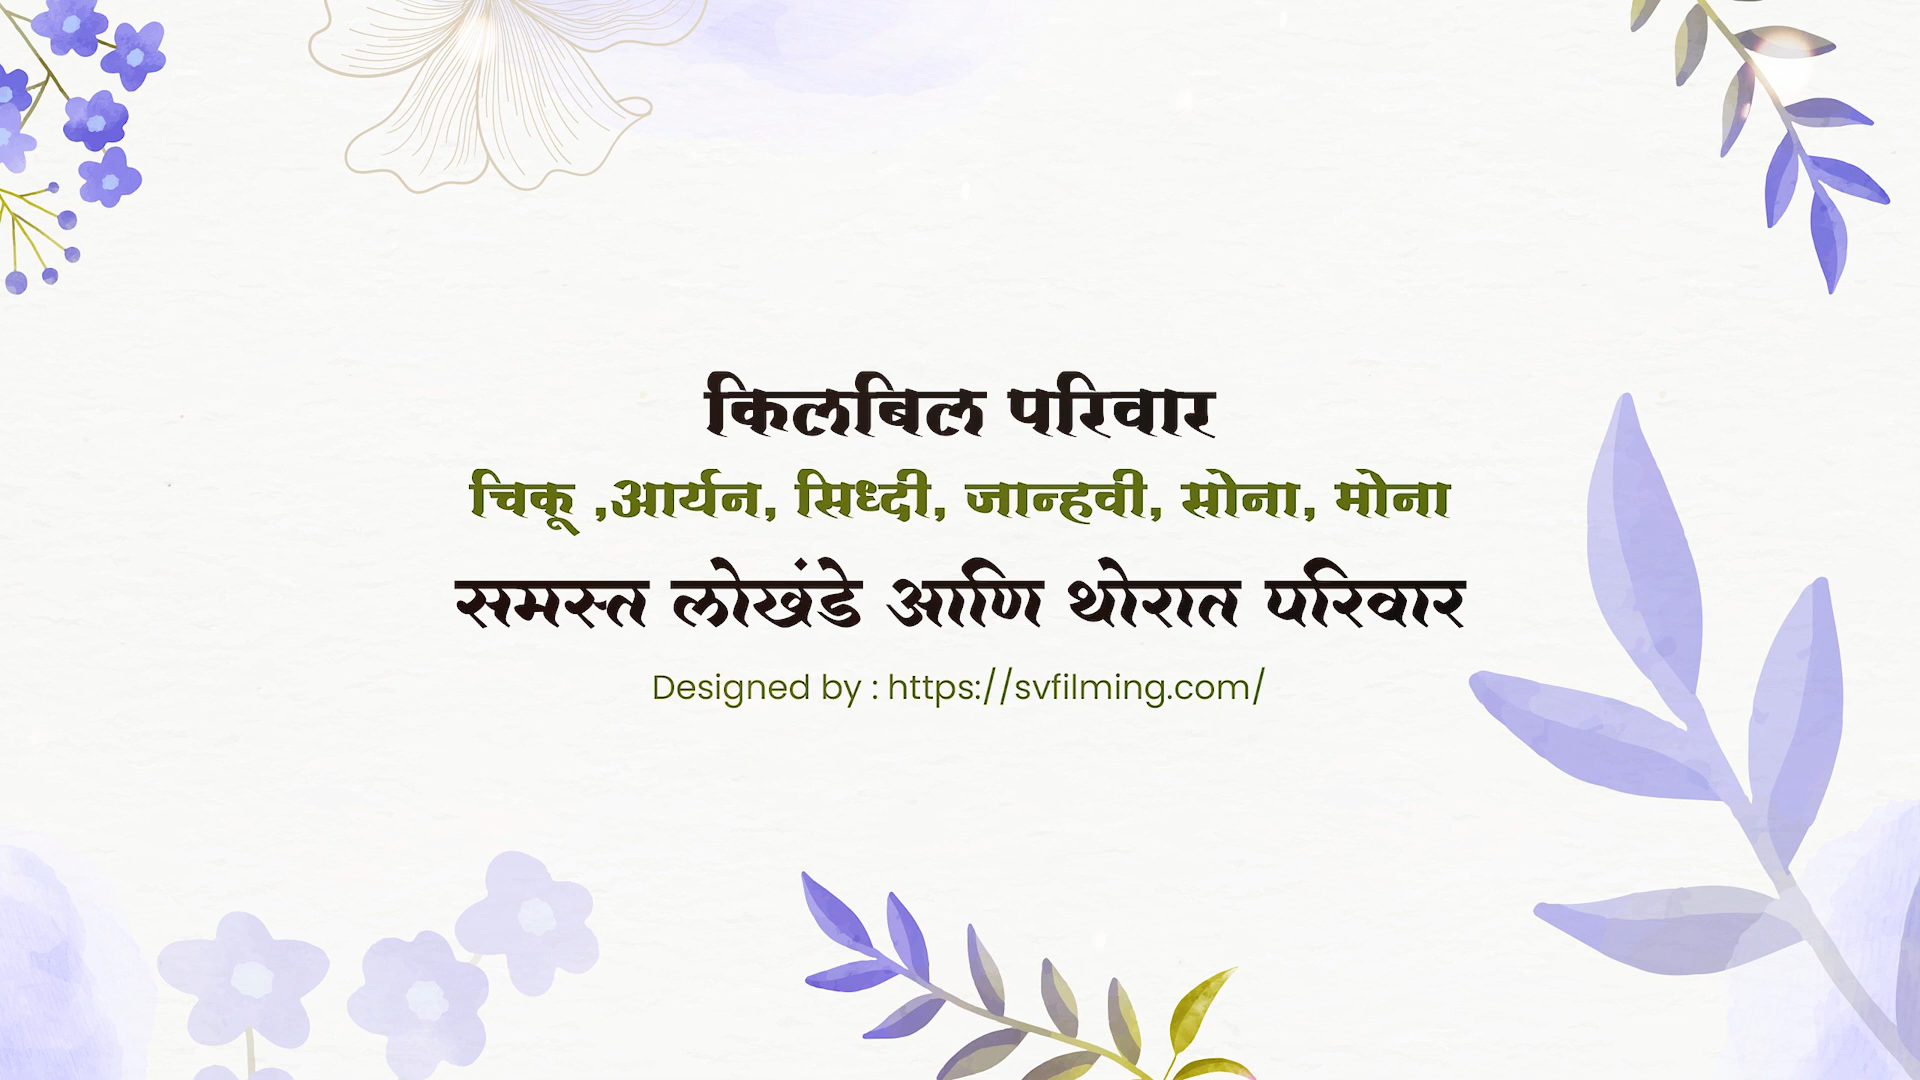 किलबिल परिवार
चिकू ,आर्यन, सिध्दी, जान्हवी, सोना, मोना
समस्त लोखंडे आणि थोरात परिवार
Designed by : https://svfilming.com/